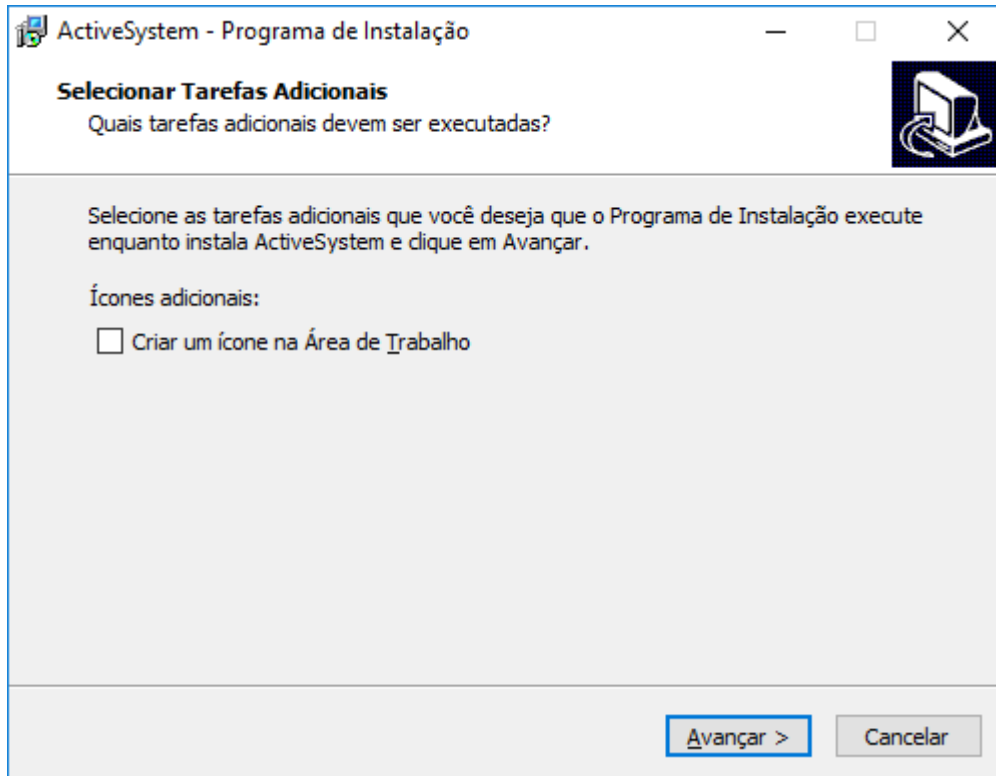 ActiveSystem - Programa de Instalação
Selecionar Tarefas Adicionais
Quais tarefas adicionais devem ser executadas?
Selecione as tarefas adicionais que você deseja que o Programa de Instalação execute
enquanto instala ActiveSystem e clique em Avançar.
Ícones adicionais:
Criar um ícone na Área de Trabalho
Avançar >
Cancelar